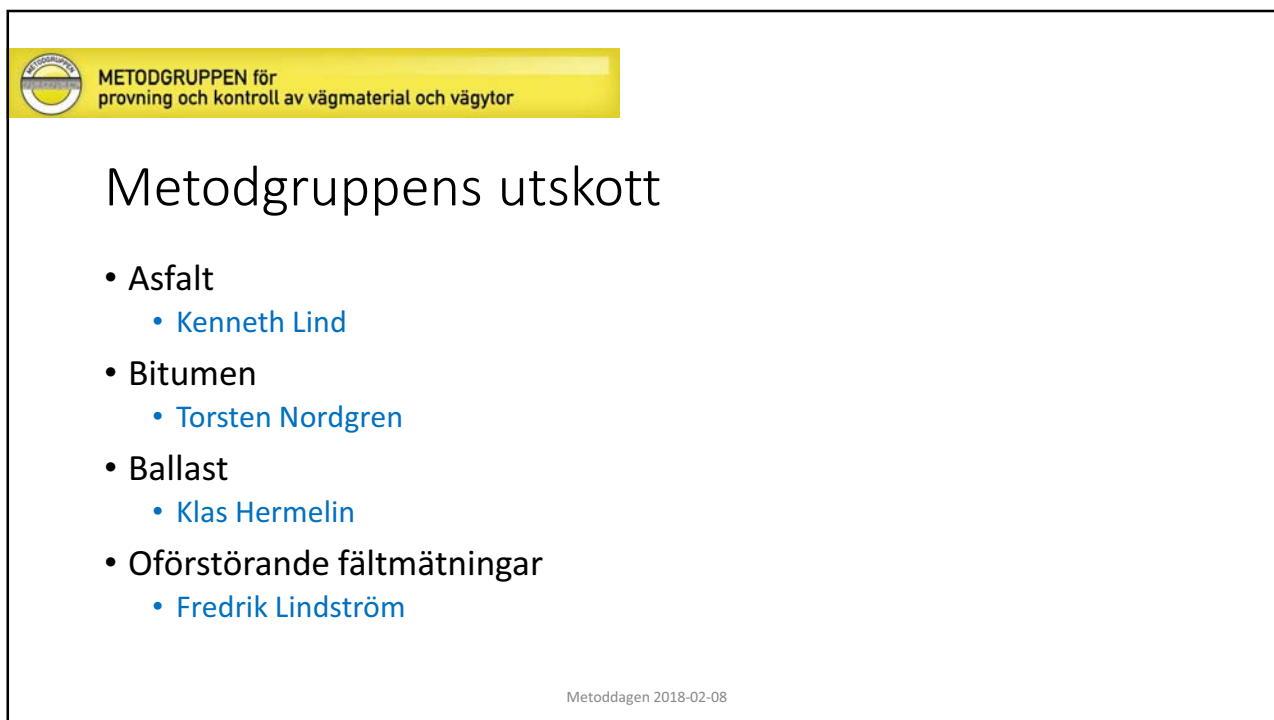 METODGRUPPEN
METODGRUPPEN för
provning och kontroll av vägmaterial och vägytor
Metodgruppens utskott
• Asfalt
• Kenneth Lind
• Bitumen
• Torsten Nordgren
• Ballast
• Klas Hermelin
• Oförstörande fältmätningar
• Fredrik Lindström
Metoddagen 2018-02-08